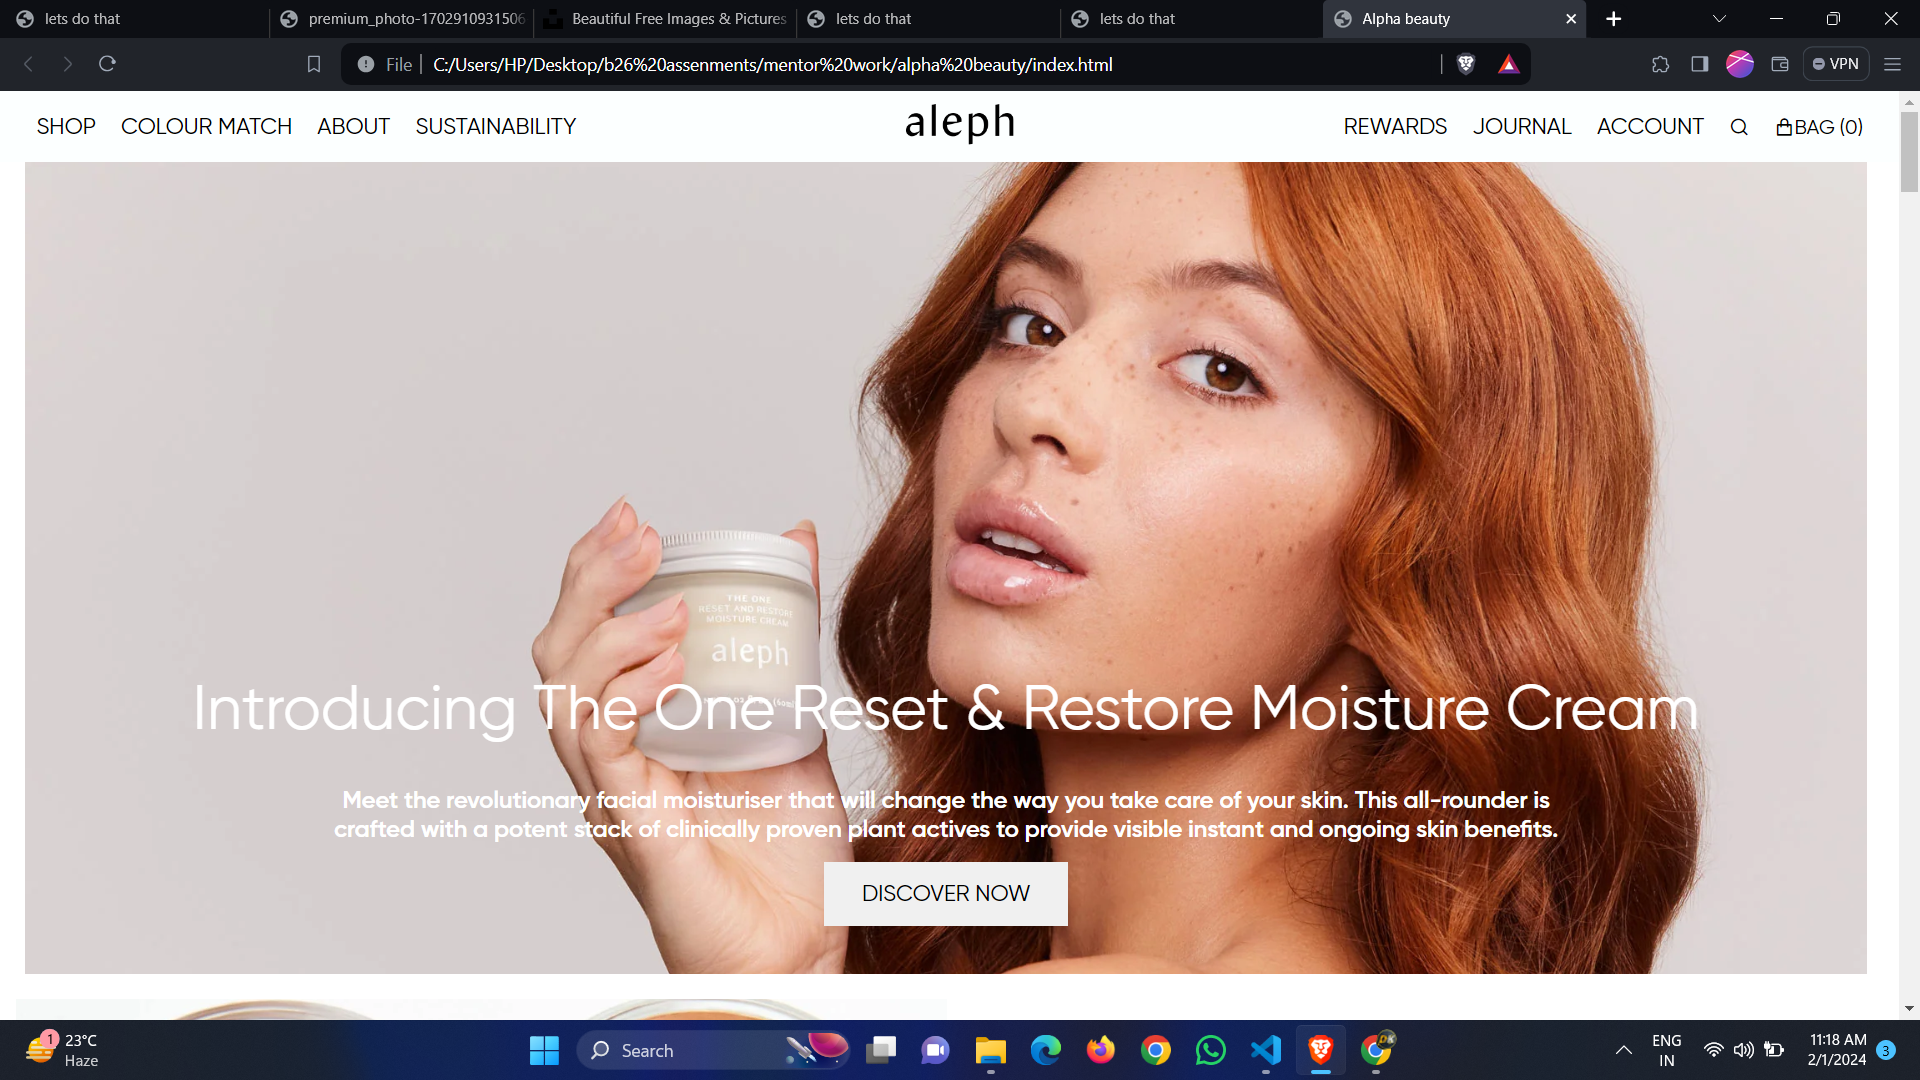 lets do that
premium_photo-1702910931506
Beautiful Free Images & Pictures
lets do that
lets do that
Alpha beauty
File
C:/Users/HP/Desktop/b26%20assenments/mentor%20work/alpha%20beauty/index.html
VPN
SHOP COLOUR MATCH ABOUT SUSTAINABILITY
aleph
REWARDS JOURNAL ACCOUNT BAG (0)
THE ONE
RESET AND RESTORE
MOISTURE CREAM
aleph
Introducing The One Reset & Restore Moisture Cream
Meet the revolutionary facial moisturiser that will change the way you take care of your skin. This all-rounder is
crafted with a potent stack of clinically proven plant actives to provide visible instant and ongoing skin benefits.
DISCOVER NOW
1
23°C
Haze
Search
DK
ENG
IN
11:18 AM
2/1/2024
3